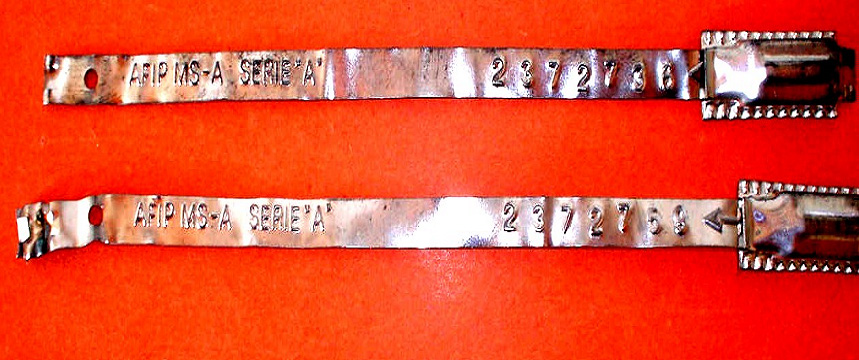 AFIP MS-A SERIE "A" 2372736
AFIP MS-A SERIE "A" 2372759